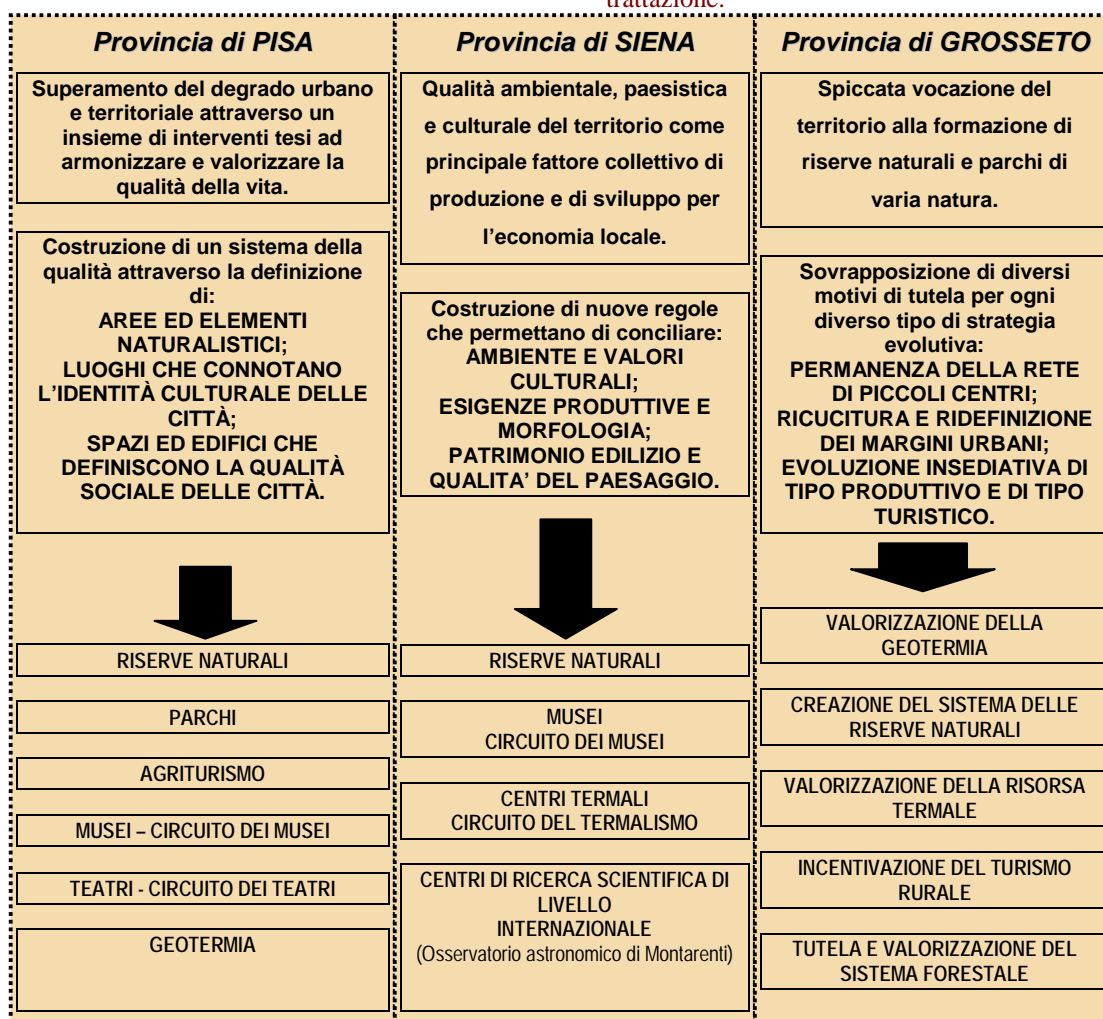 trattazione.
Provincia di PISA
Superamento del degrado urbano
e territoriale attraverso un
insieme di interventi tesi ad
armonizzare e valorizzare la
qualità della vita.
Costruzione di un sistema della
qualità attraverso la definizione
di:
AREE ED ELEMENTI
NATURALISTICI;
LUOGHI CHE CONNOTANO
L'IDENTITÀ CULTURALE DELLE
CITTÀ;
SPAZI ED EDIFICI CHE
DEFINISCONO LA QUALITÀ
SOCIALE DELLE CITTÀ.
RISERVE NATURALI
PARCHI
AGRITURISMO
MUSEI – CIRCUITO DEI MUSEI
TEATRI - CIRCUITO DEI TEATRI
GEOTERMIA
Provincia di SIENA
Qualità ambientale, paesistica
e culturale del territorio come
principale fattore collettivo di
produzione e di sviluppo per
l'economia locale.
Costruzione di nuove regole
che permettano di conciliare:
AMBIENTE E VALORI
CULTURALI;
ESIGENZE PRODUTTIVE E
MORFOLOGIA;
PATRIMONIO EDILIZIO E
QUALITA' DEL PAESAGGIO.
RISERVE NATURALI
MUSEI
CIRCUITO DEI MUSEI
CENTRI TERMALI
CIRCUITO DEL TERMALISMO
CENTRI DI RICERCA SCIENTIFICA DI
LIVELLO
INTERNAZIONALE
(Osservatorio astronomico di Montarenti)
Provincia di GROSSETO
Spiccata vocazione del
territorio alla formazione di
riserve naturali e parchi di
varia natura.
Sovrapposizione di diversi
motivi di tutela per ogni
diverso tipo di strategia
evolutiva:
PERMANENZA DELLA RETE
DI PICCOLI CENTRI;
RICUCITURA E RIDEFINIZIONE
DEI MARGINI URBANI;
EVOLUZIONE INSEDIATIVA DI
TIPO PRODUTTIVO E DI TIPO
TURISTICO.
VALORIZZAZIONE DELLA
GEOTERMIA
CREAZIONE DEL SISTEMA DELLE
RISERVE NATURALI
VALORIZZAZIONE DELLA RISORSA
TERMALE
INCENTIVAZIONE DEL TURISMO
RURALE
TUTELA E VALORIZZAZIONE DEL
SISTEMA FORESTALE